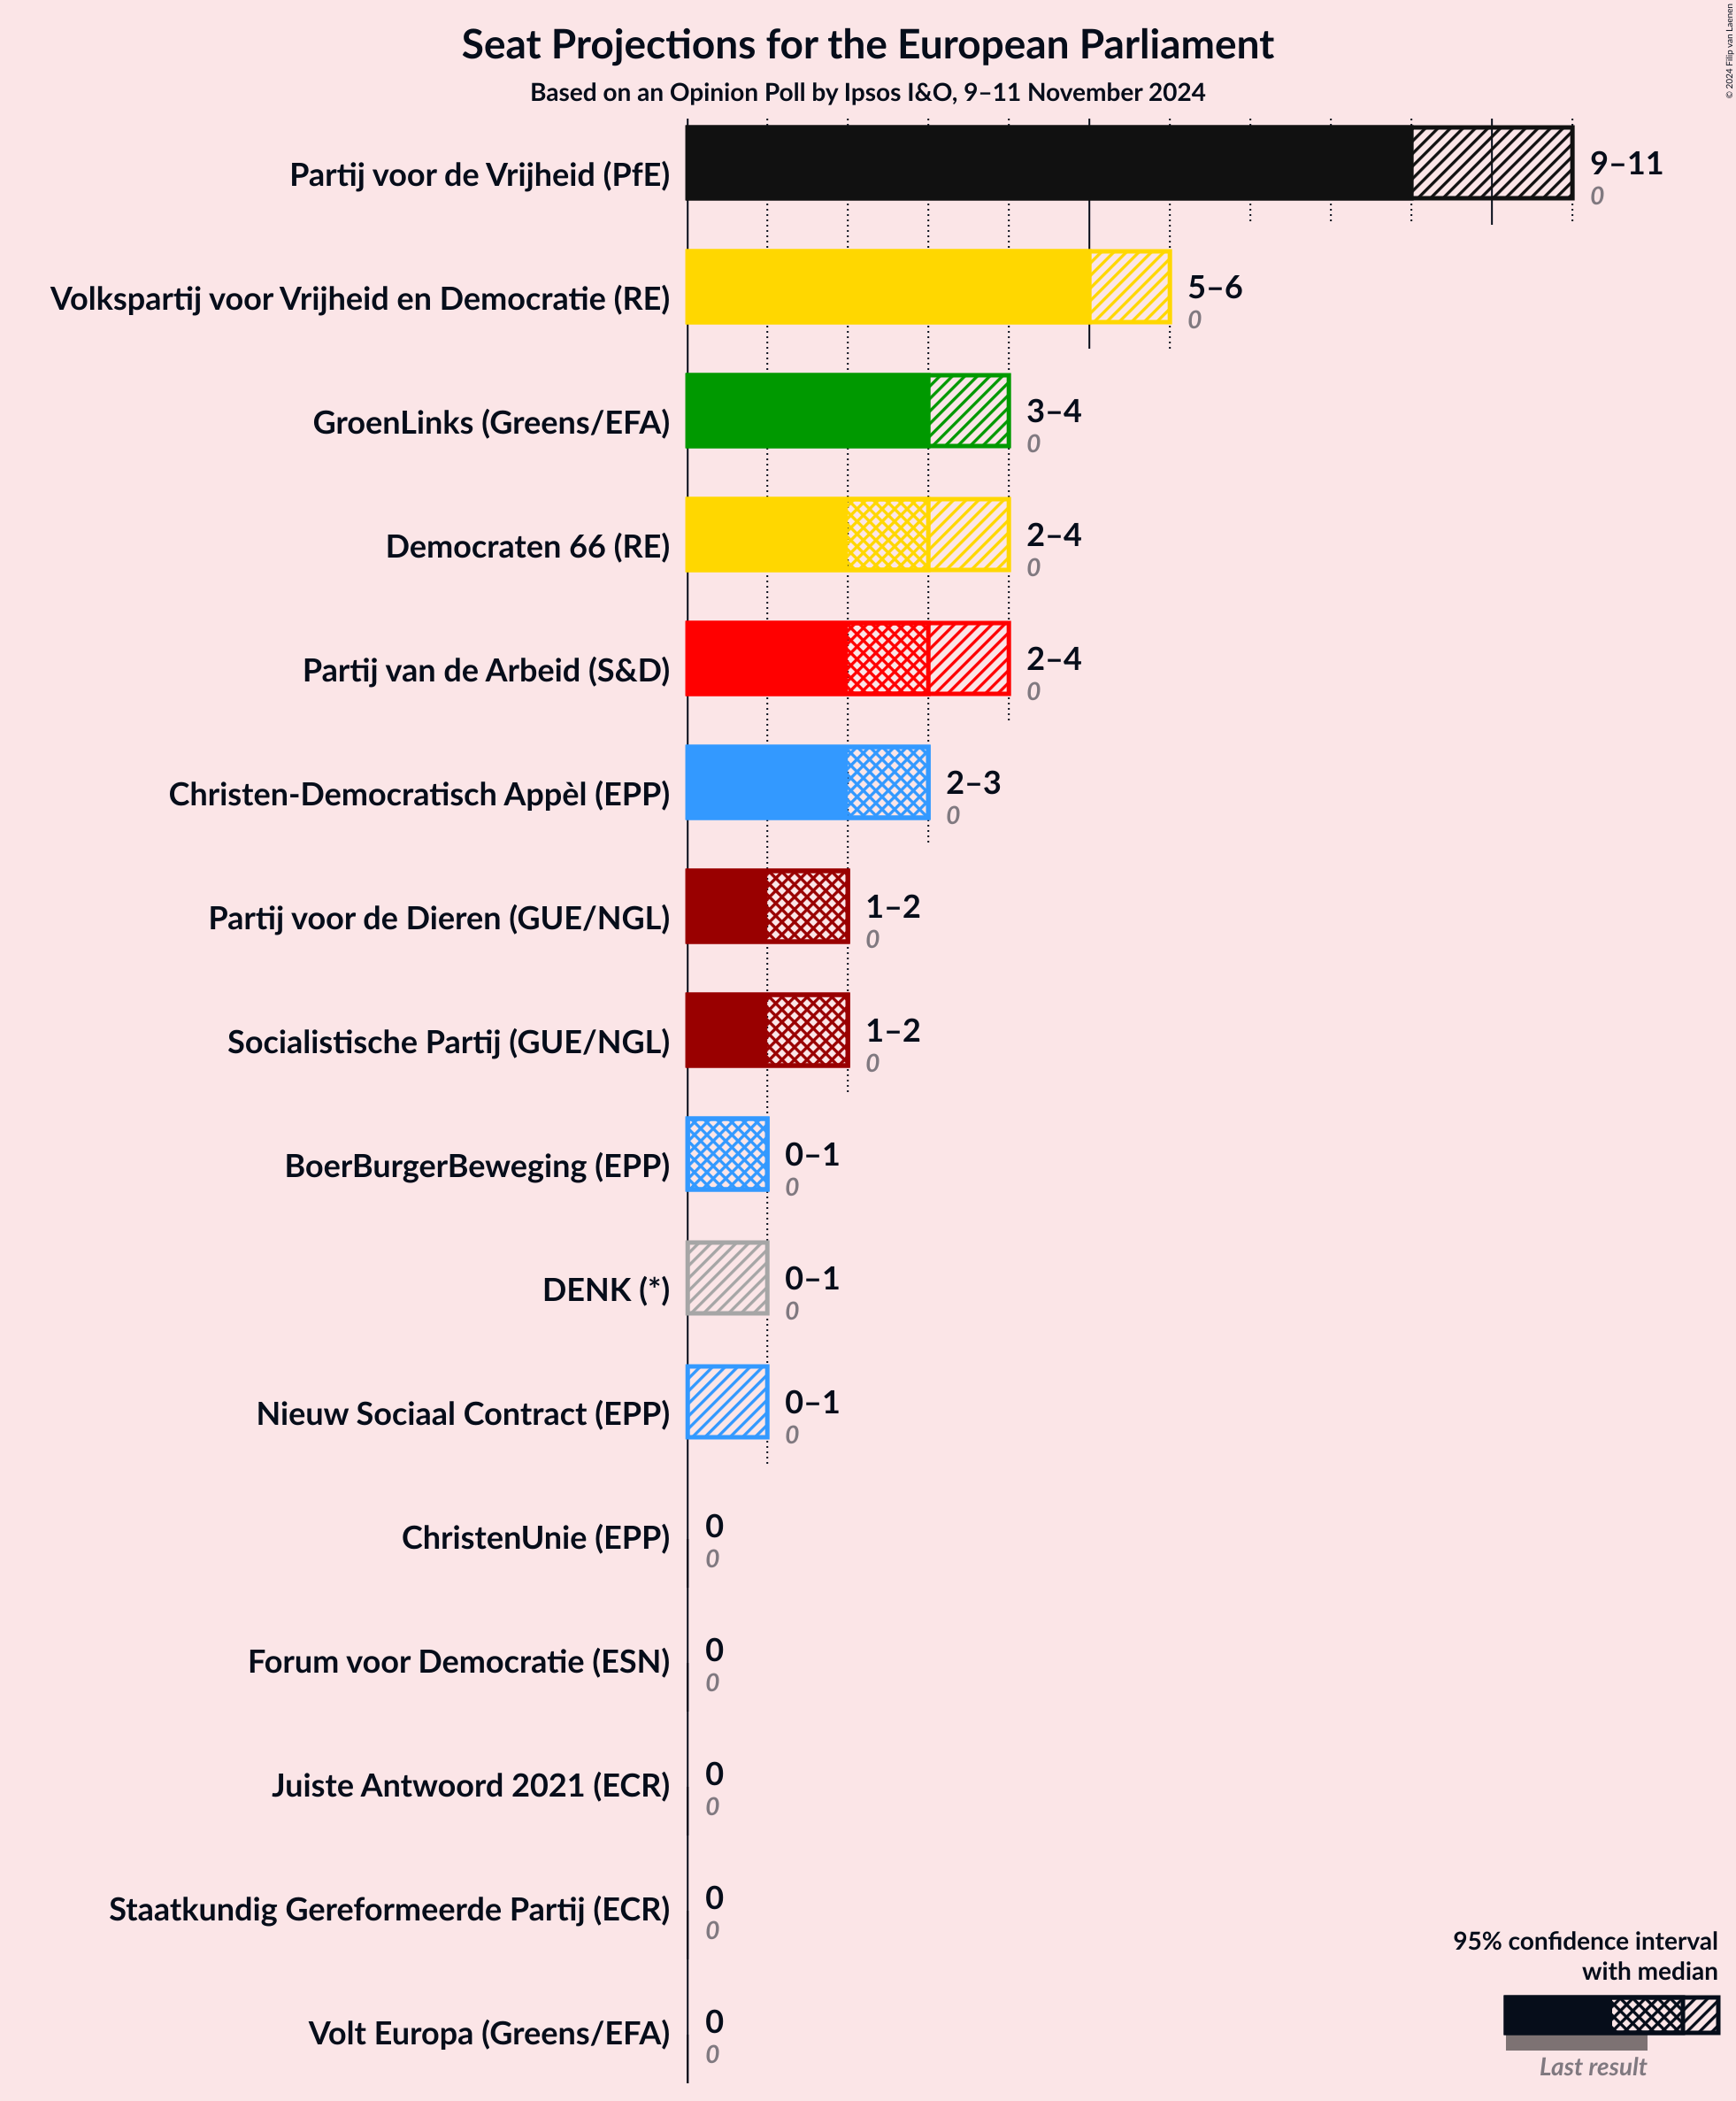 Seat Projections for the European Parliament
Based on an Opinion Poll by Ipsos I&O, 9–11 November 2024
© 2024 Filip van Laenen
Partij voor de Vrijheid (PfE)
9–11
0
Volkspartij voor Vrijheid en Democratie (RE)
5–6
0
GroenLinks (Greens/EFA)
3–4
0
Democraten 66 (RE)
2–4
0
Partij van de Arbeid (S&D)
2–4
0
Christen-Democratisch Appèl (EPP)
2–3
0
Partij voor de Dieren (GUE/NGL)
1–2
0
Socialistische Partij (GUE/NGL)
1–2
0
BoerBurgerBeweging (EPP)
0–1
0
DENK (*)
0–1
0
Nieuw Sociaal Contract (EPP)
0–1
0
ChristenUnie (EPP)
0
0
Forum voor Democratie (ESN)
0
0
Juiste Antwoord 2021 (ECR)
0
0
Staatkundig Gereformeerde Partij (ECR)
0
0
Volt Europa (Greens/EFA)
0
0
95% confidence interval
with median
Last result